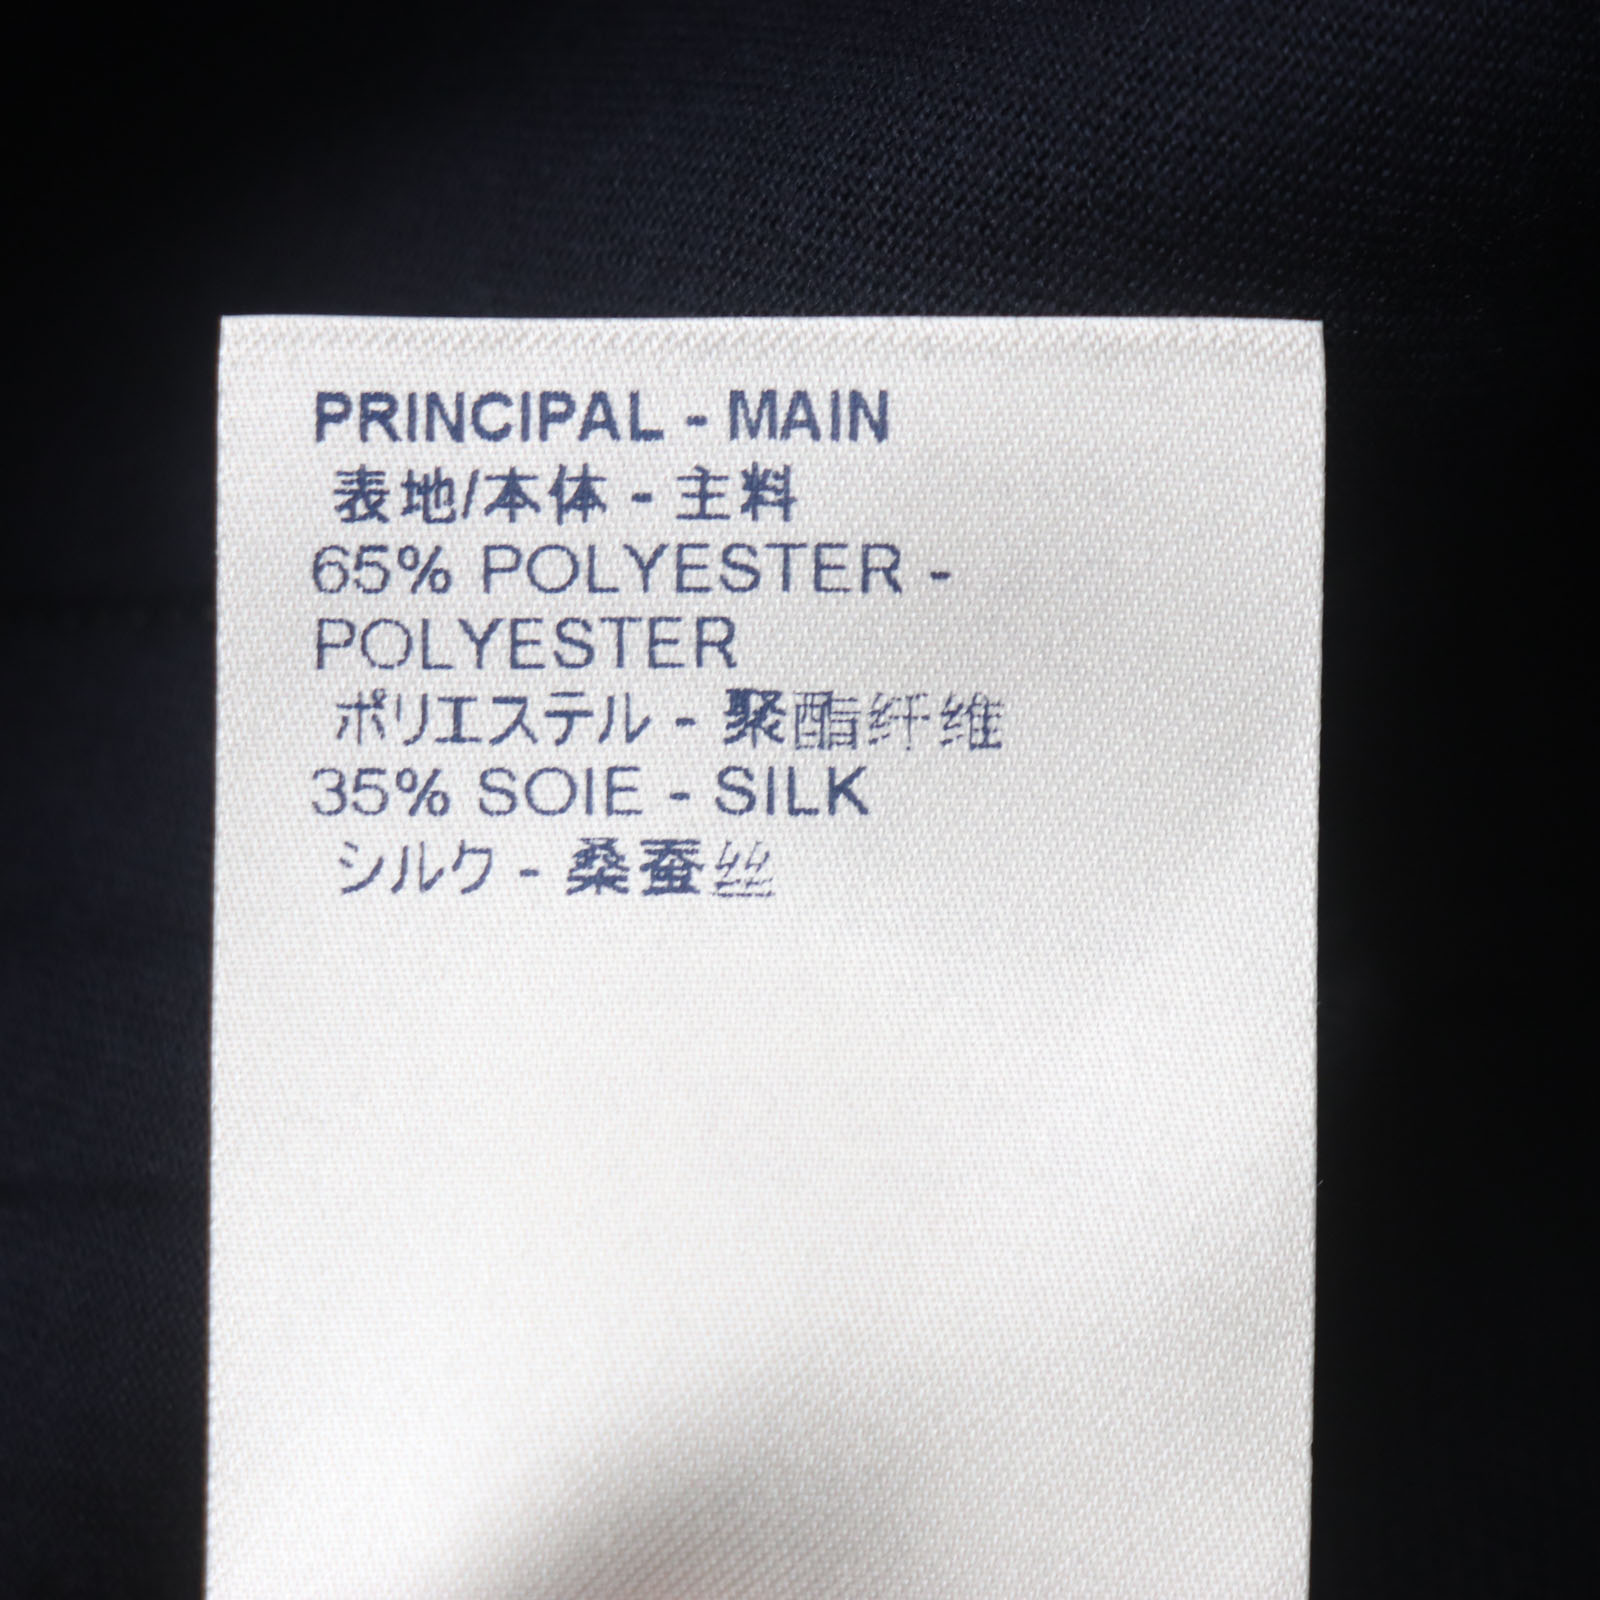 PRINCIPAL - MAIN
表地/本体 - 主料
65% POLYESTER -
POLYESTER
ポリエステル - 聚酯纤维
35% SOIE - SILK
シルク - 桑蚕丝